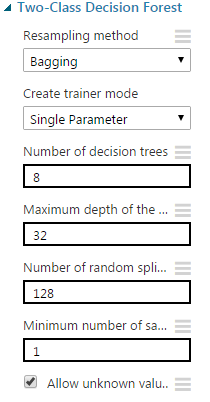 Two-Class Decision Forest
Resampling method
Bagging
Create trainer mode
Single Parameter
Number of decision trees
8
Maximum depth of the ...
32
Number of random spli...
128
Minimum number of sa...
1
Allow unknown valu..